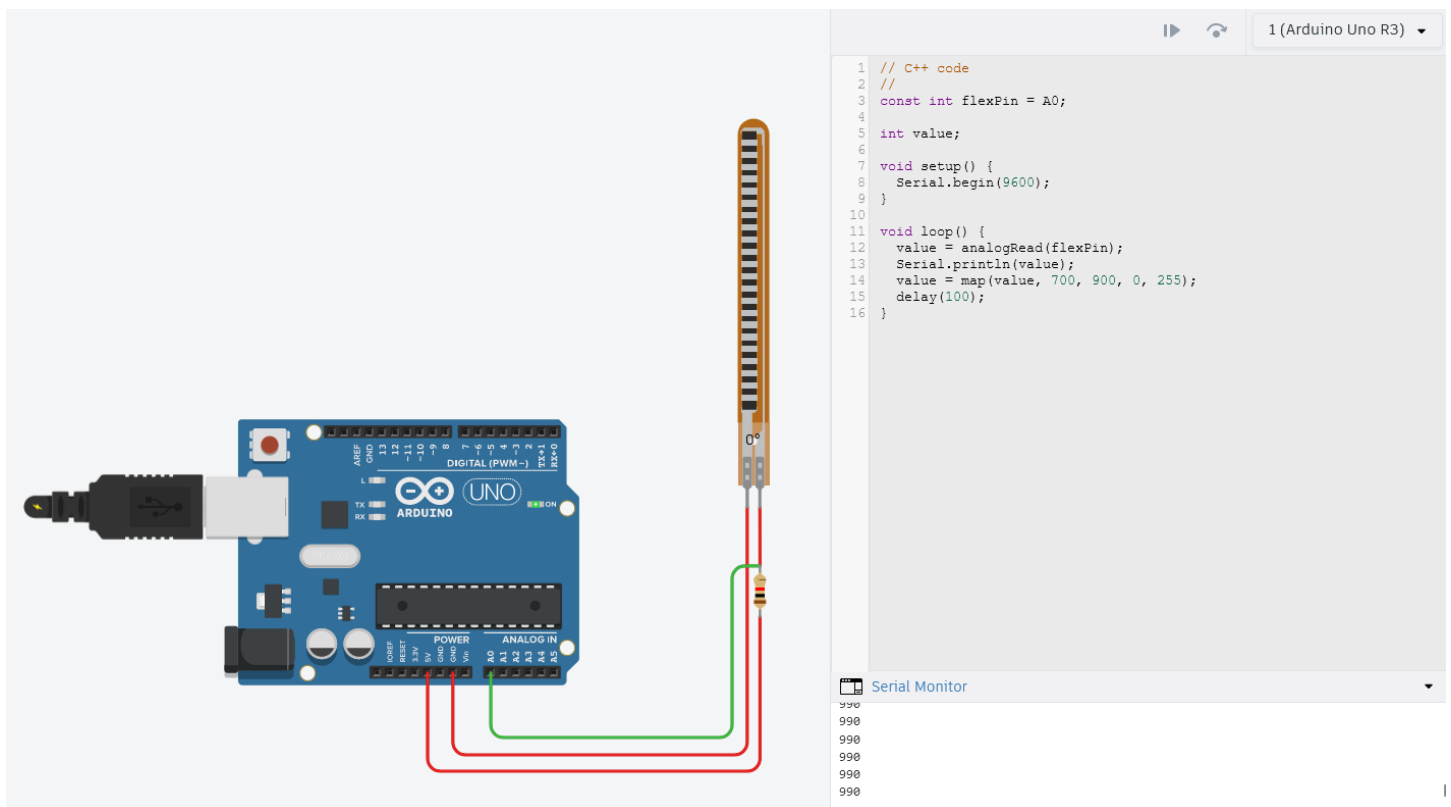 1 (Arduino Uno R3)
1 // C++ code
2 //
3 const int flexPin = A0;
4
5 int value;
6
7 void setup() {
8 Serial.begin(9600);
9 }
10
11 void loop() {
12 value = analogRead(flexPin);
13 Serial.println(value);
14 value = map(value, 700, 900, 0, 255);
15 delay(100);
16 }
0°
AREF
GND
13
12
~11
~10
~9
8
7
~6
~5
4
~3
2
TX→1
RX←0
DIGITAL (PWM~)
L
TX
RX
ARDUINO
UNO
ON
POWER
ANALOG IN
IOREF
RESET
3.3V
5V
GND
GND
Vin
A0
A1
A2
A3
A4
A5
Serial Monitor
990
990
990
990
990
990